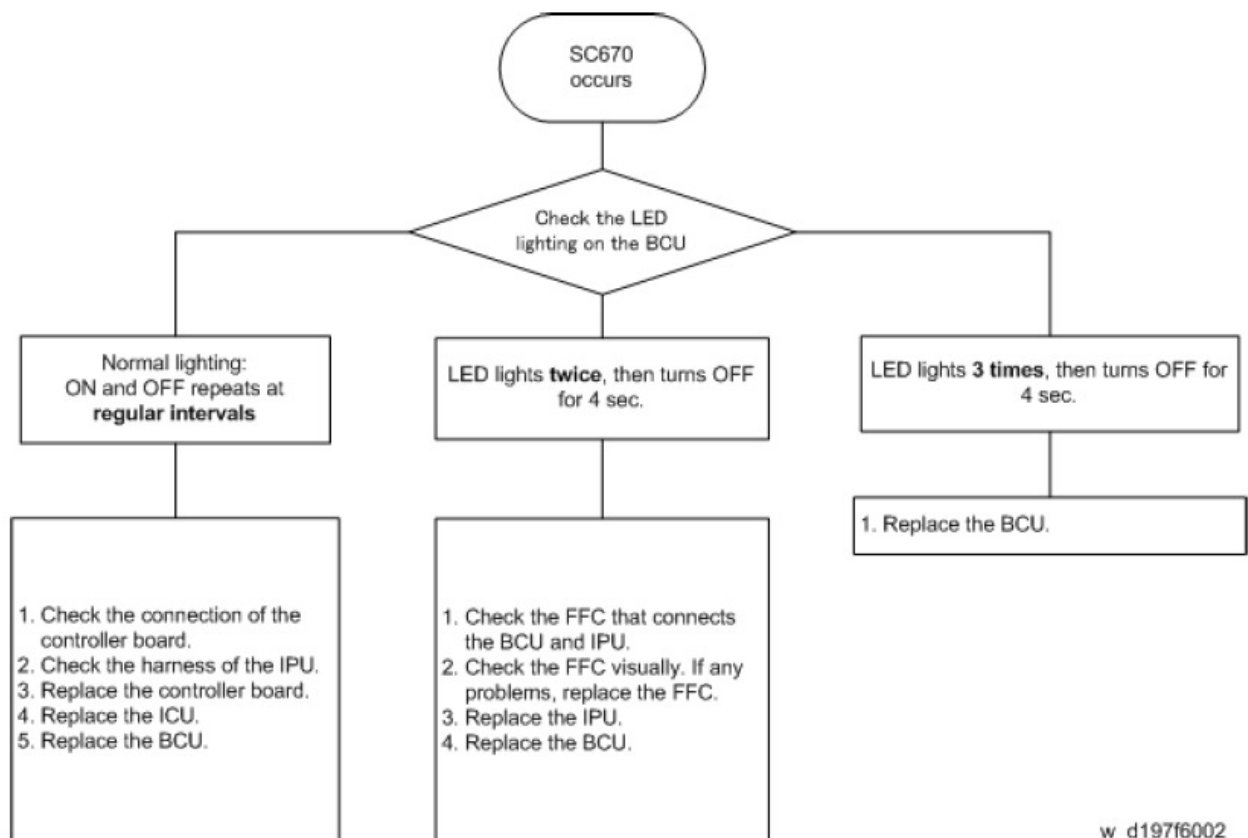 SC670
occurs
Check the LED
lighting on the BCU
Normal lighting:
ON and OFF repeats at
regular intervals
LED lights twice, then turns OFF
for 4 sec.
LED lights 3 times, then turns OFF for
4 sec.
1. Check the connection of the
controller board.
2. Check the harness of the IPU.
3. Replace the controller board.
4. Replace the ICU.
5. Replace the BCU.
1. Check the FFC that connects
the BCU and IPU.
2. Check the FFC visually. If any
problems, replace the FFC.
3. Replace the IPU.
4. Replace the BCU.
1. Replace the BCU.
w_d197f6002